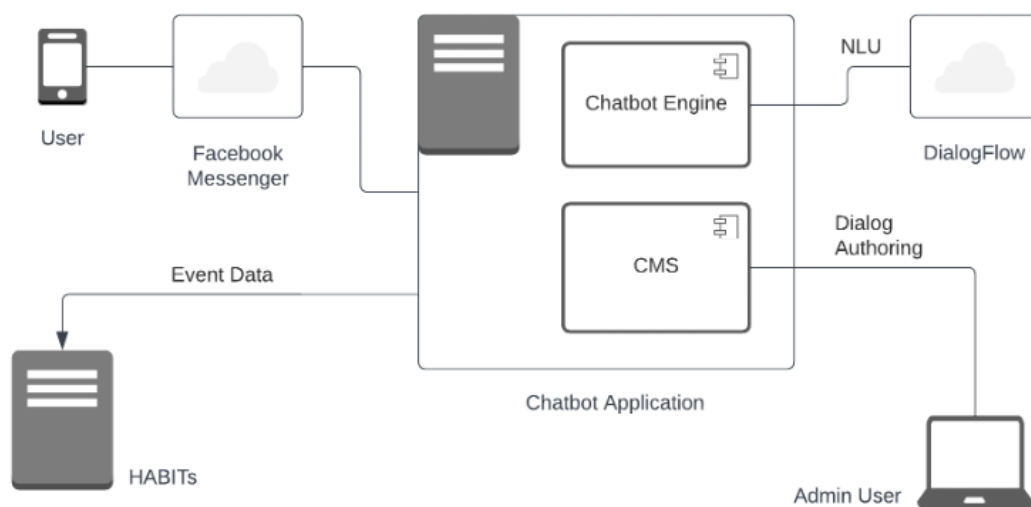 NLU
Chatbot Engine
User
Facebook
Messenger
DialogFlow
Dialog
Authoring
CMS
Event Data
Chatbot Application
HABITs
Admin User